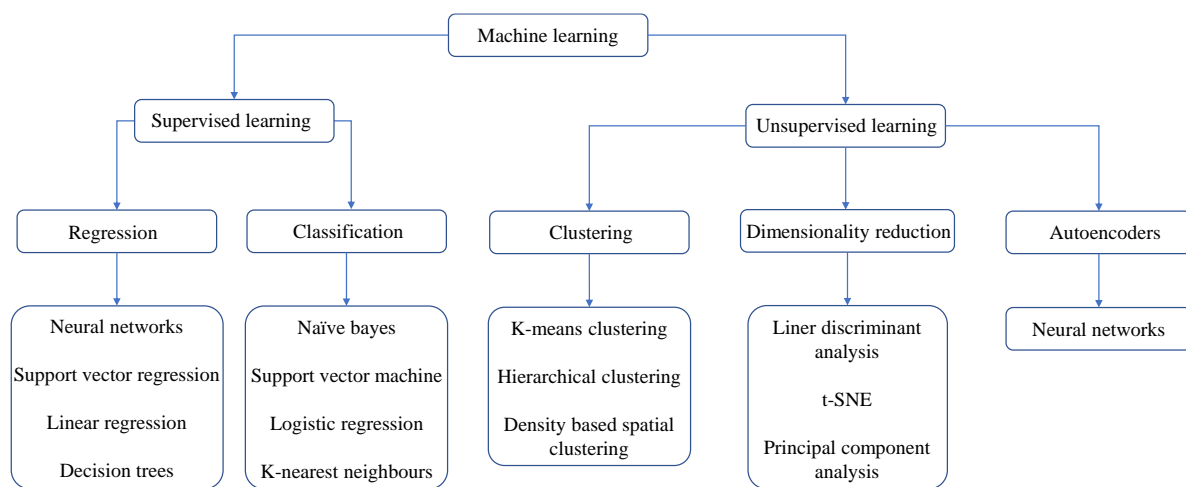 Machine learning
Supervised learning
Unsupervised learning
Regression
Classification
Clustering
Dimensionality reduction
Autoencoders
Neural networks
Support vector regression
Linear regression
Decision trees
Naïve bayes
Support vector machine
Logistic regression
K-nearest neighbours
K-means clustering
Hierarchical clustering
Density based spatial
clustering
Liner discriminant
analysis
t-SNE
Principal component
analysis
Neural networks